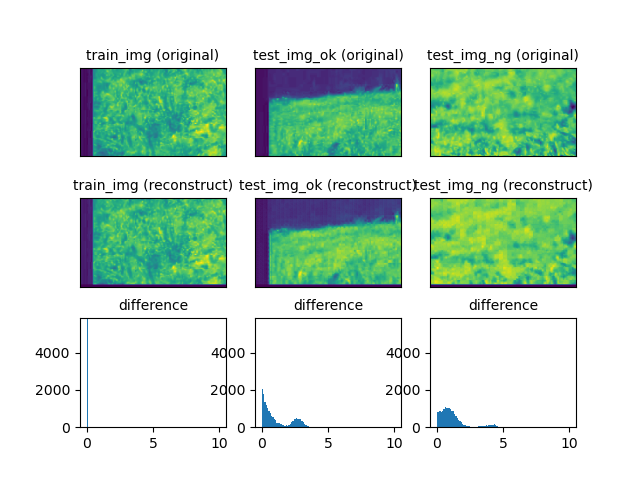 train_img (original) test_img_ok (original) test_img_ng (original)
train_img (reconstruct) test_img_ok (reconstruct) test_img_ng (reconstruct)
difference difference difference
4000 4000 4000
2000 2000 2000
0 0 0
0 5 10 0 5 10 0 5 10